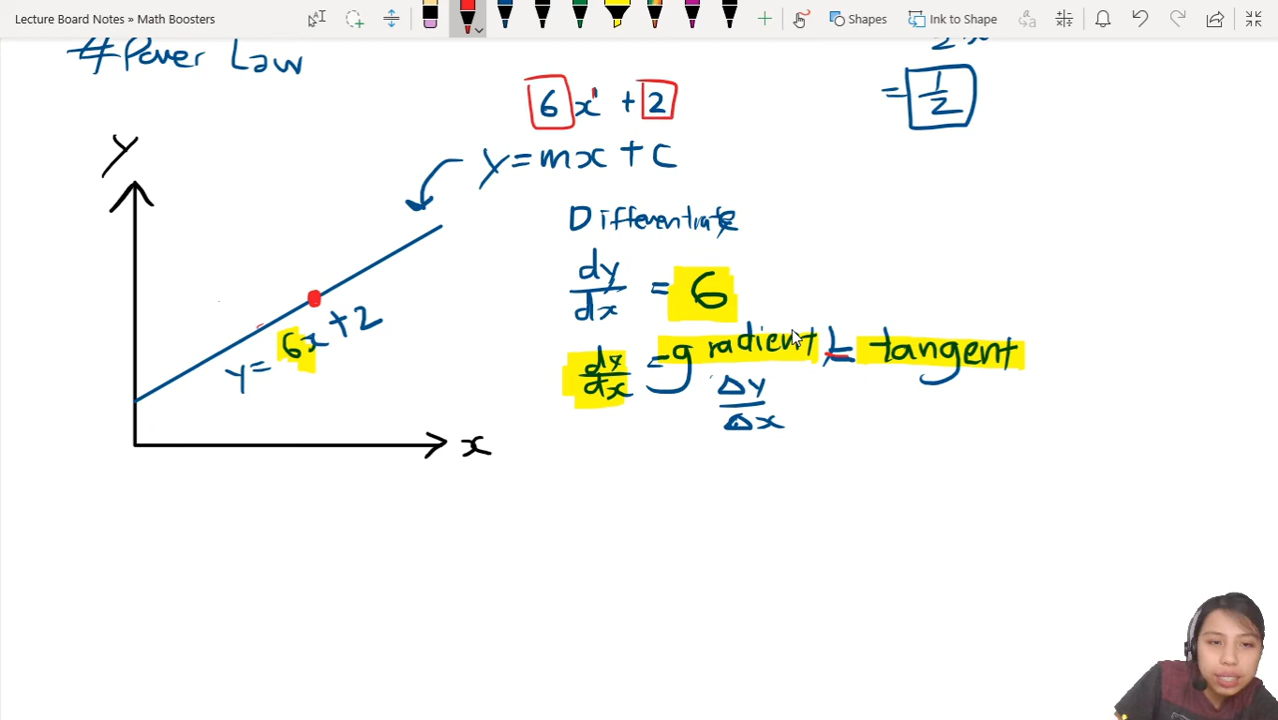 Lecture Board Notes » Math Boosters
Shapes
Ink to Shape
#Power Law
6x¹ + 2
= 1/2
y
y = mx + c
Differentiate
dy/dx = 6
y = 6x + 2
dy/dx = gradient = tangent
Δy/Δx
x